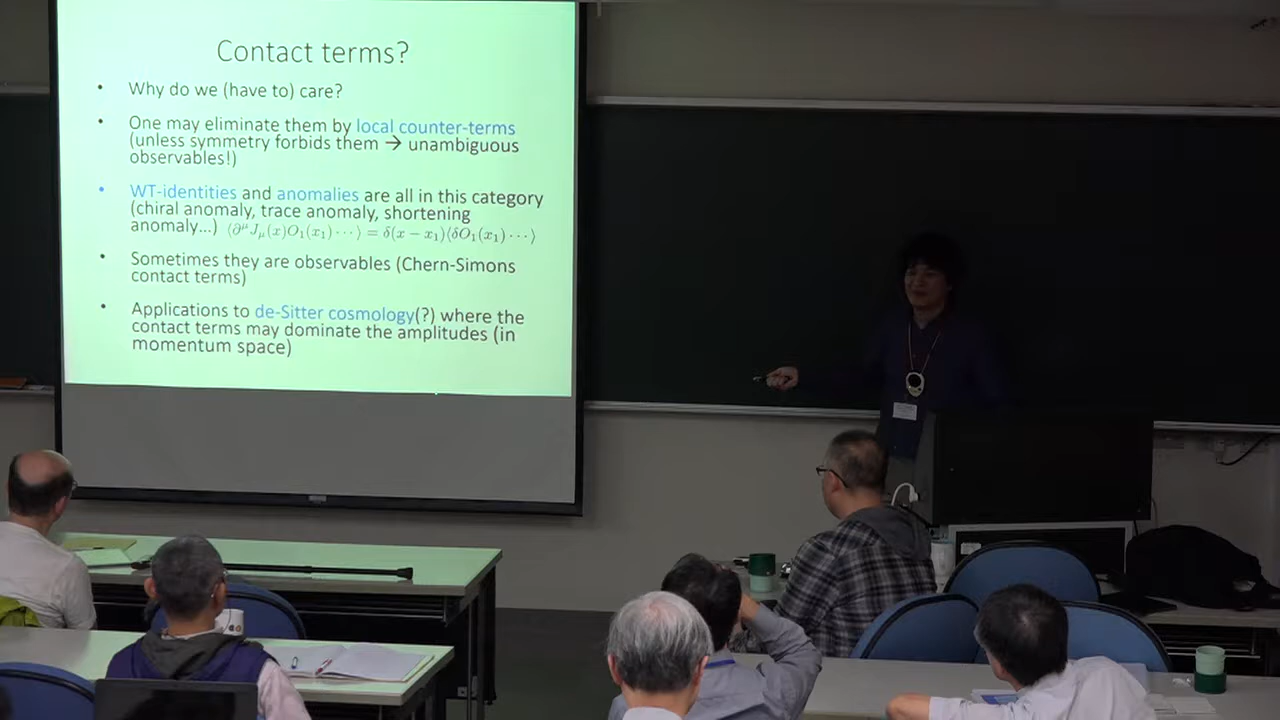 Contact terms?
• Why do we (have to) care?
• One may eliminate them by local counter-terms
(unless symmetry forbids them → unambiguous
observables!)
• WT-identities and anomalies are all in this category
(chiral anomaly, trace anomaly, shortening
anomaly...) ⟨∂^μ J_μ(x)O_1(x_1)⋯⟩ = δ(x − x_1)⟨δO_1(x_1)⋯⟩
• Sometimes they are observables (Chern-Simons
contact terms)
• Applications to de-Sitter cosmology(?) where the
contact terms may dominate the amplitudes (in
momentum space)